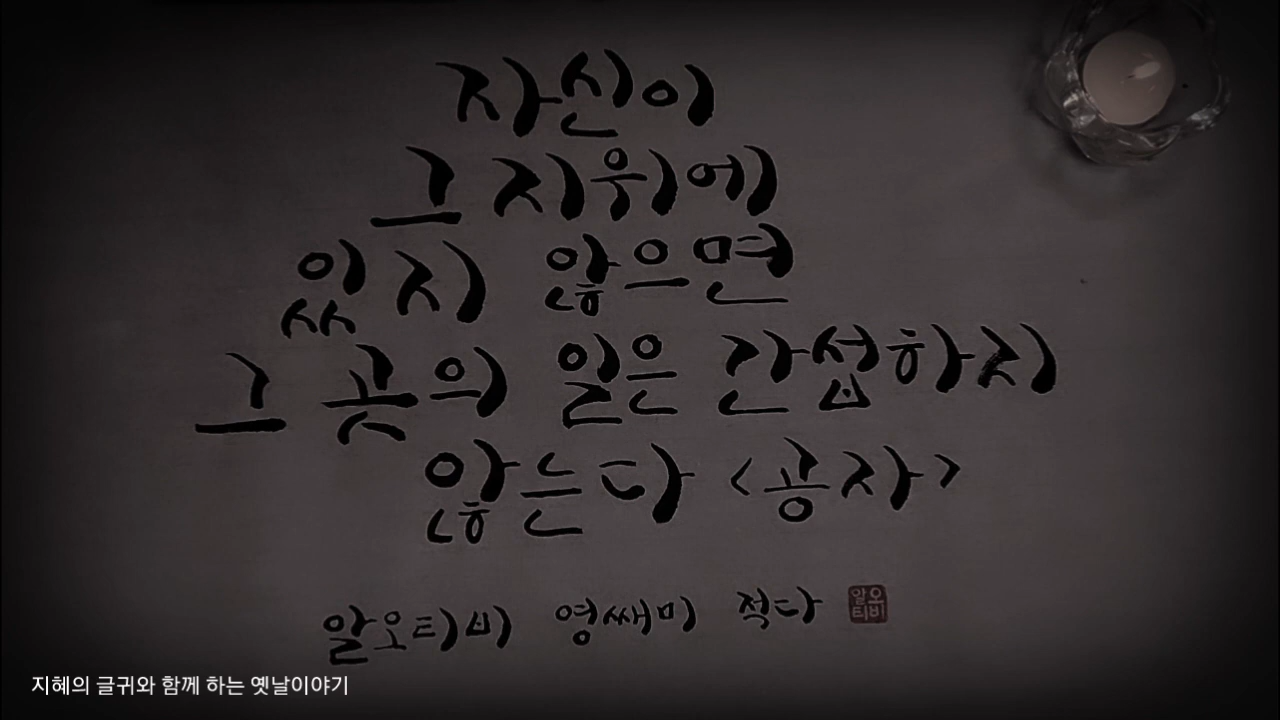 자신이
그 지위에
있지 않으면
그 곳의 일은 간섭하지
않는다 <공자>
알오티비 영쌔미 적다
알오
티비
지혜의 글귀와 함께 하는 옛날이야기